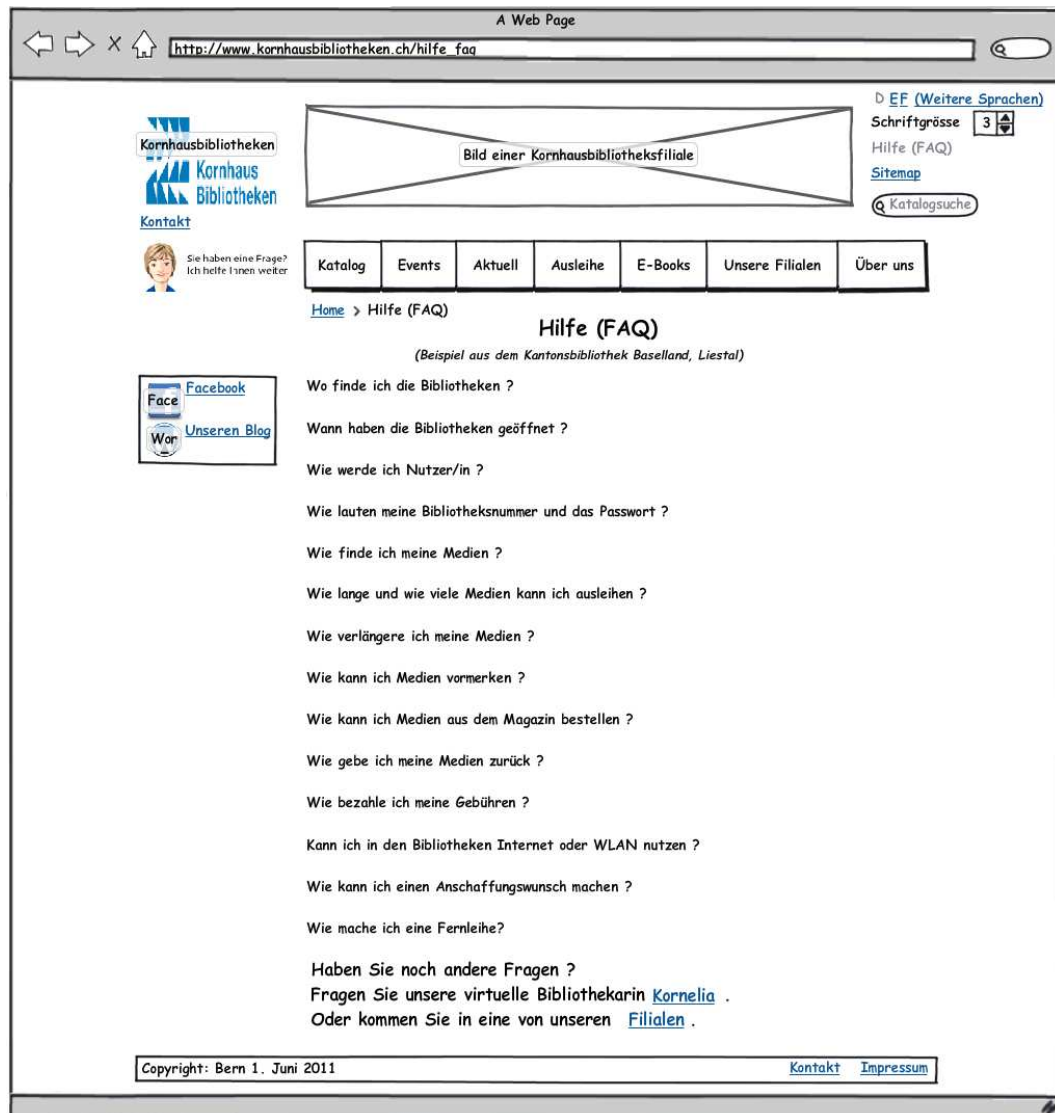 A Web Page
http://www.kornhausbibliotheken.ch/hilfe_faq
D EF (Weitere Sprachen)
Schriftgrösse 3
Hilfe (FAQ)
Sitemap
Katalogsuche
Kornhausbibliotheken
Kornhaus
Bibliotheken
Kontakt
Bild einer Kornhausbibliotheksfiliale
Sie haben eine Frage?
Ich helfe Ihnen weiter
Katalog Events Aktuell Ausleihe E-Books Unsere Filialen Über uns
Home > Hilfe (FAQ)
Hilfe (FAQ)
(Beispiel aus dem Kantonsbibliothek Baselland, Liestal)
Face Facebook
Wor Unseren Blog
Wo finde ich die Bibliotheken ?
Wann haben die Bibliotheken geöffnet ?
Wie werde ich Nutzer/in ?
Wie lauten meine Bibliotheksnummer und das Passwort ?
Wie finde ich meine Medien ?
Wie lange und wie viele Medien kann ich ausleihen ?
Wie verlängere ich meine Medien ?
Wie kann ich Medien vormerken ?
Wie kann ich Medien aus dem Magazin bestellen ?
Wie gebe ich meine Medien zurück ?
Wie bezahle ich meine Gebühren ?
Kann ich in den Bibliotheken Internet oder WLAN nutzen ?
Wie kann ich einen Anschaffungswunsch machen ?
Wie mache ich eine Fernleihe?
Haben Sie noch andere Fragen ?
Fragen Sie unsere virtuelle Bibliothekarin Kornelia .
Oder kommen Sie in eine von unseren Filialen .
Copyright: Bern 1. Juni 2011 Kontakt Impressum